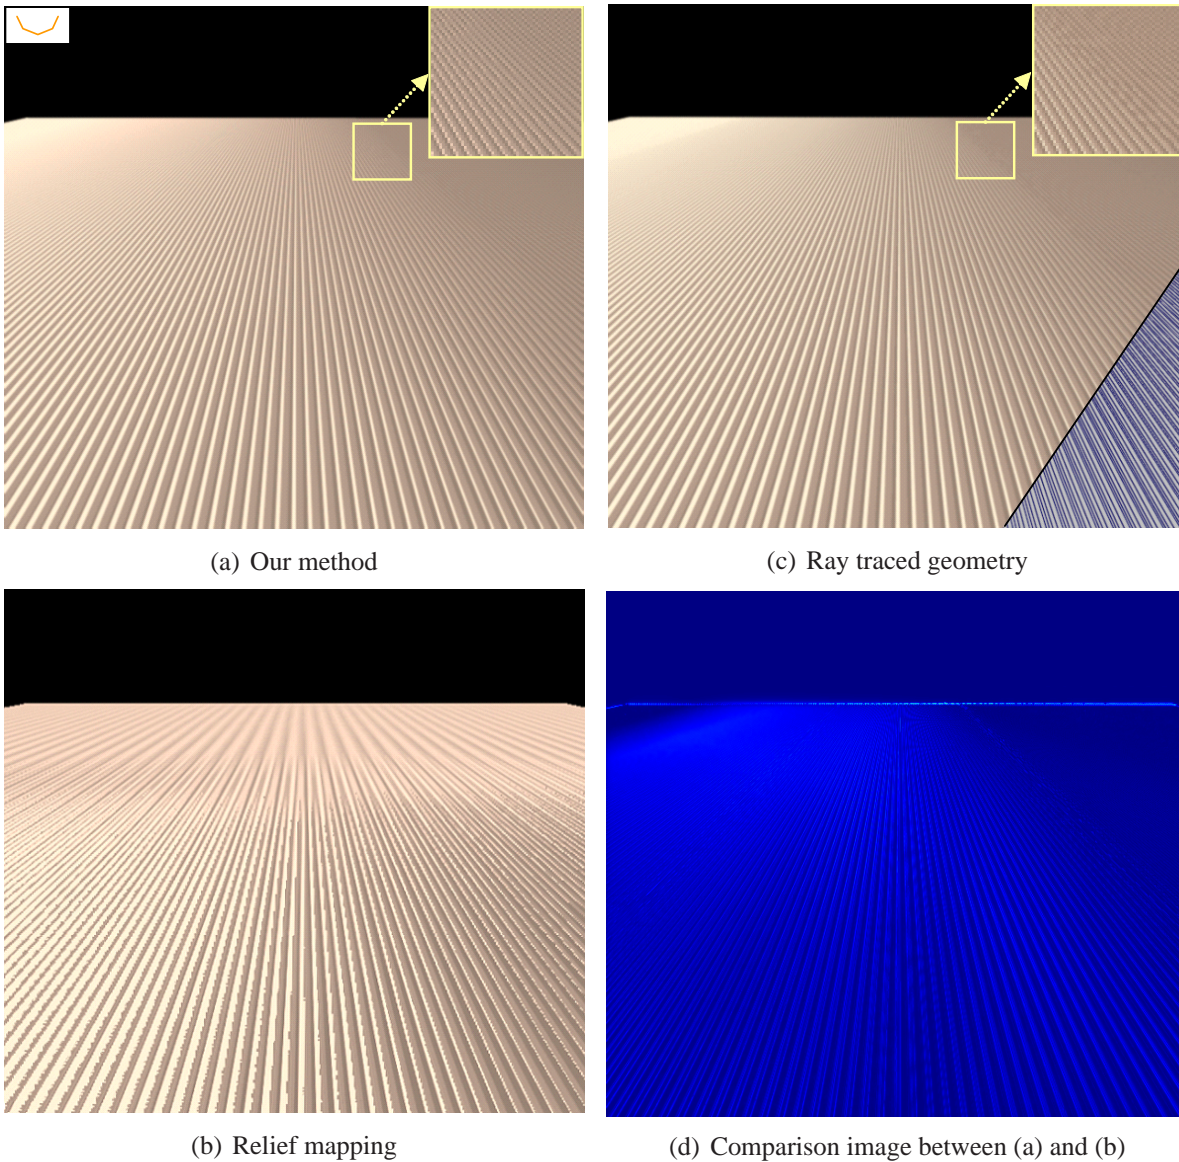 (a) Our method
(c) Ray traced geometry
(b) Relief mapping
(d) Comparison image between (a) and (b)